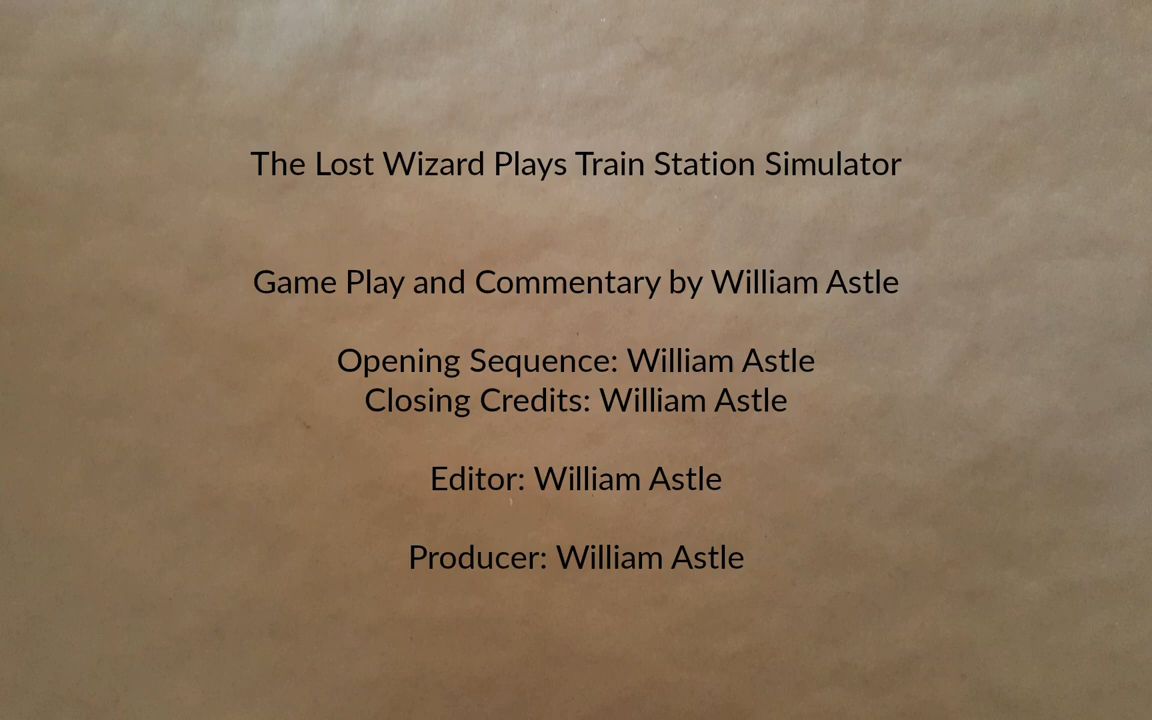 The Lost Wizard Plays Train Station Simulator
Game Play and Commentary by William Astle
Opening Sequence: William Astle
Closing Credits: William Astle
Editor: William Astle
Producer: William Astle